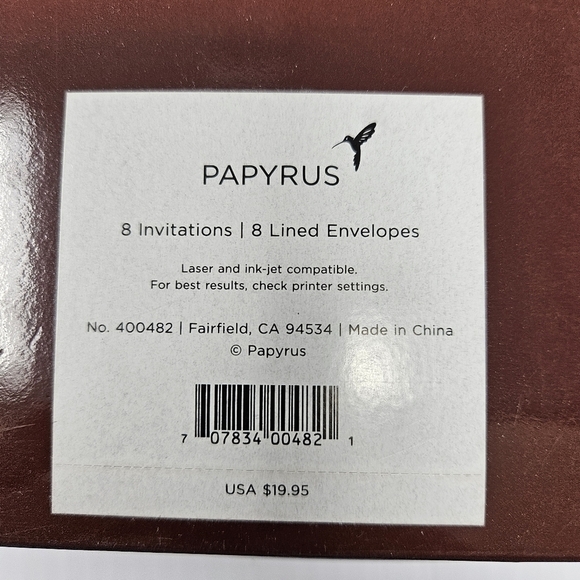 PAPYRUS
8 Invitations | 8 Lined Envelopes
Laser and ink-jet compatible.
For best results, check printer settings.
No. 400482 | Fairfield, CA 94534 | Made in China
© Papyrus
7 07834 00482 1
USA $19.95